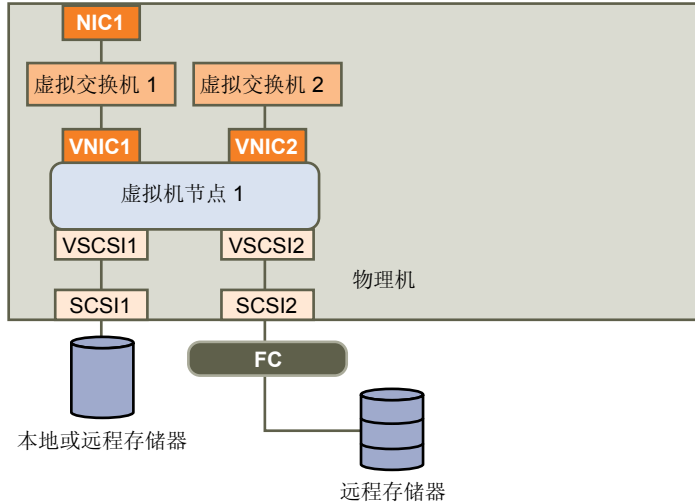 NIC1
虚拟交换机 1
虚拟交换机 2
VNIC1
VNIC2
虚拟机节点 1
VSCSI1
VSCSI2
物理机
SCSI1
SCSI2
FC
本地或远程存储器
远程存储器